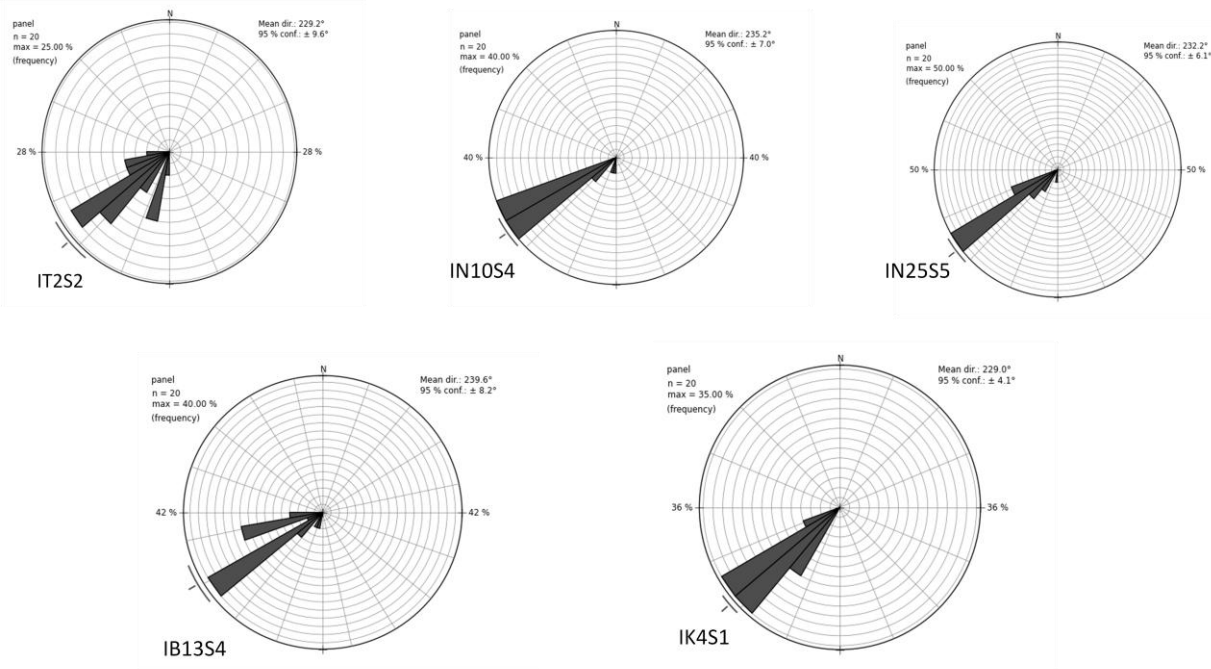 N
panel
n = 20
max = 25.00 %
(frequency)
Mean dir.: 229.2°
95 % conf.: ± 9.6°
28 %
28 %
IT2S2
N
panel
n = 20
max = 40.00 %
(frequency)
Mean dir.: 235.2°
95 % conf.: ± 7.0°
40 %
40 %
IN10S4
N
panel
n = 20
max = 50.00 %
(frequency)
Mean dir.: 232.2°
95 % conf.: ± 6.1°
50 %
50 %
IN25S5
N
panel
n = 20
max = 40.00 %
(frequency)
Mean dir.: 239.6°
95 % conf.: ± 8.2°
42 %
42 %
IB13S4
N
panel
n = 20
max = 35.00 %
(frequency)
Mean dir.: 229.0°
95 % conf.: ± 4.1°
36 %
36 %
IK4S1